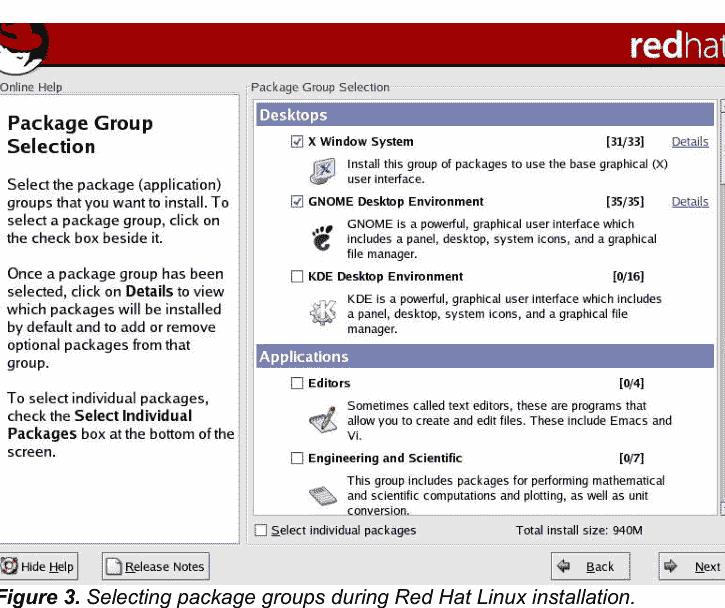 redhat
Online Help
Package Group
Selection
Select the package (application)
groups that you want to install. To
select a package group, click on
the check box beside it.
Once a package group has been
selected, click on Details to view
which packages will be installed
by default and to add or remove
optional packages from that
group.
To select individual packages,
check the Select Individual
Packages box at the bottom of the
screen.
Package Group Selection
Desktops
X Window System [31/33] Details
Install this group of packages to use the base graphical (X)
user interface.
GNOME Desktop Environment [35/35] Details
GNOME is a powerful, graphical user interface which
includes a panel, desktop, system icons, and a graphical
file manager.
KDE Desktop Environment [0/16]
KDE is a powerful, graphical user interface which includes
a panel, desktop, system icons, and a graphical file
manager.
Applications
Editors [0/4]
Sometimes called text editors, these are programs that
allow you to create and edit files. These include Emacs and
Vi.
Engineering and Scientific [0/7]
This group includes packages for performing mathematical
and scientific computations and plotting, as well as unit
conversion.
Select individual packages Total install size: 940M
Hide Help Release Notes Back Next
Figure 3. Selecting package groups during Red Hat Linux installation.